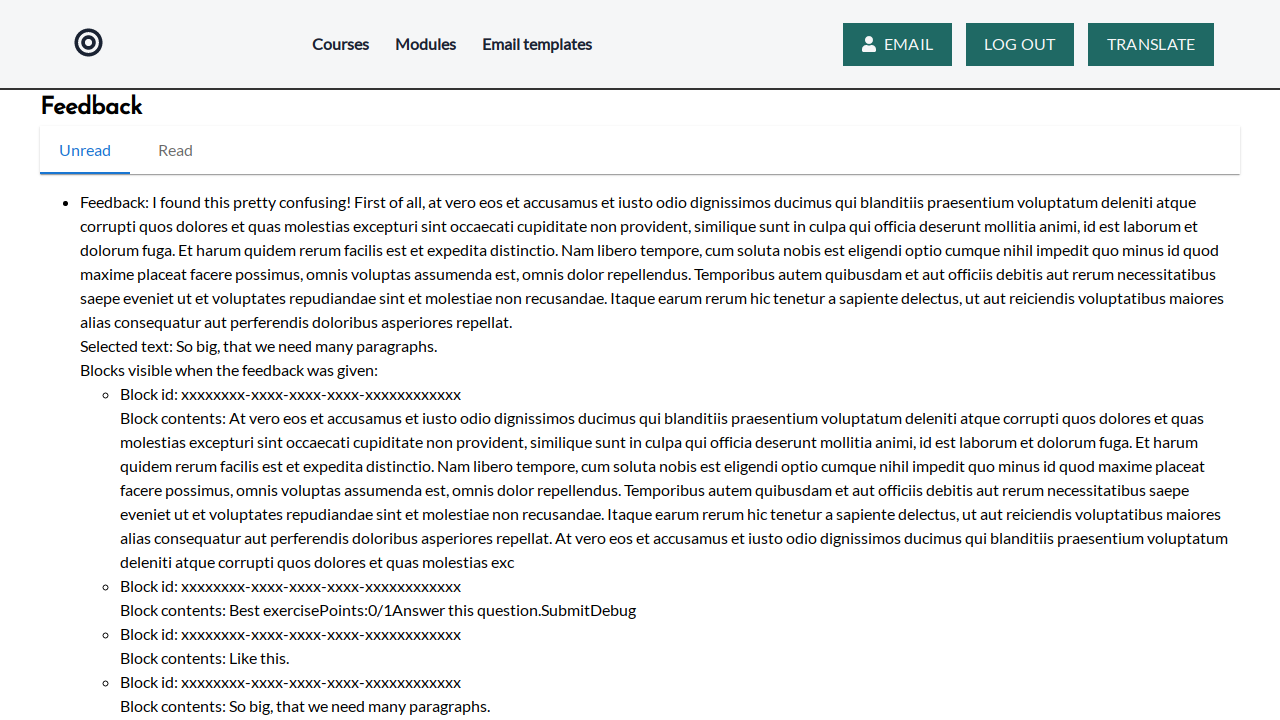 Courses Modules Email templates EMAIL LOG OUT TRANSLATE
Feedback
Unread Read
Feedback: I found this pretty confusing! First of all, at vero eos et accusamus et iusto odio dignissimos ducimus qui blanditiis praesentium voluptatum deleniti atque
corrupti quos dolores et quas molestias excepturi sint occaecati cupiditate non provident, similique sunt in culpa qui officia deserunt mollitia animi, id est laborum et
dolorum fuga. Et harum quidem rerum facilis est et expedita distinctio. Nam libero tempore, cum soluta nobis est eligendi optio cumque nihil impedit quo minus id quod
maxime placeat facere possimus, omnis voluptas assumenda est, omnis dolor repellendus. Temporibus autem quibusdam et aut officiis debitis aut rerum necessitatibus
saepe eveniet ut et voluptates repudiandae sint et molestiae non recusandae. Itaque earum rerum hic tenetur a sapiente delectus, ut aut reiciendis voluptatibus maiores
alias consequatur aut perferendis doloribus asperiores repellat.
Selected text: So big, that we need many paragraphs.
Blocks visible when the feedback was given:
Block id: xxxxxxxx-xxxx-xxxx-xxxx-xxxxxxxxxxxx
Block contents: At vero eos et accusamus et iusto odio dignissimos ducimus qui blanditiis praesentium voluptatum deleniti atque corrupti quos dolores et quas
molestias excepturi sint occaecati cupiditate non provident, similique sunt in culpa qui officia deserunt mollitia animi, id est laborum et dolorum fuga. Et harum
quidem rerum facilis est et expedita distinctio. Nam libero tempore, cum soluta nobis est eligendi optio cumque nihil impedit quo minus id quod maxime placeat
facere possimus, omnis voluptas assumenda est, omnis dolor repellendus. Temporibus autem quibusdam et aut officiis debitis aut rerum necessitatibus saepe
eveniet ut et voluptates repudiandae sint et molestiae non recusandae. Itaque earum rerum hic tenetur a sapiente delectus, ut aut reiciendis voluptatibus maiores
alias consequatur aut perferendis doloribus asperiores repellat. At vero eos et accusamus et iusto odio dignissimos ducimus qui blanditiis praesentium voluptatum
deleniti atque corrupti quos dolores et quas molestias exc
Block id: xxxxxxxx-xxxx-xxxx-xxxx-xxxxxxxxxxxx
Block contents: Best exercisePoints:0/1Answer this question.SubmitDebug
Block id: xxxxxxxx-xxxx-xxxx-xxxx-xxxxxxxxxxxx
Block contents: Like this.
Block id: xxxxxxxx-xxxx-xxxx-xxxx-xxxxxxxxxxxx
Block contents: So big, that we need many paragraphs.